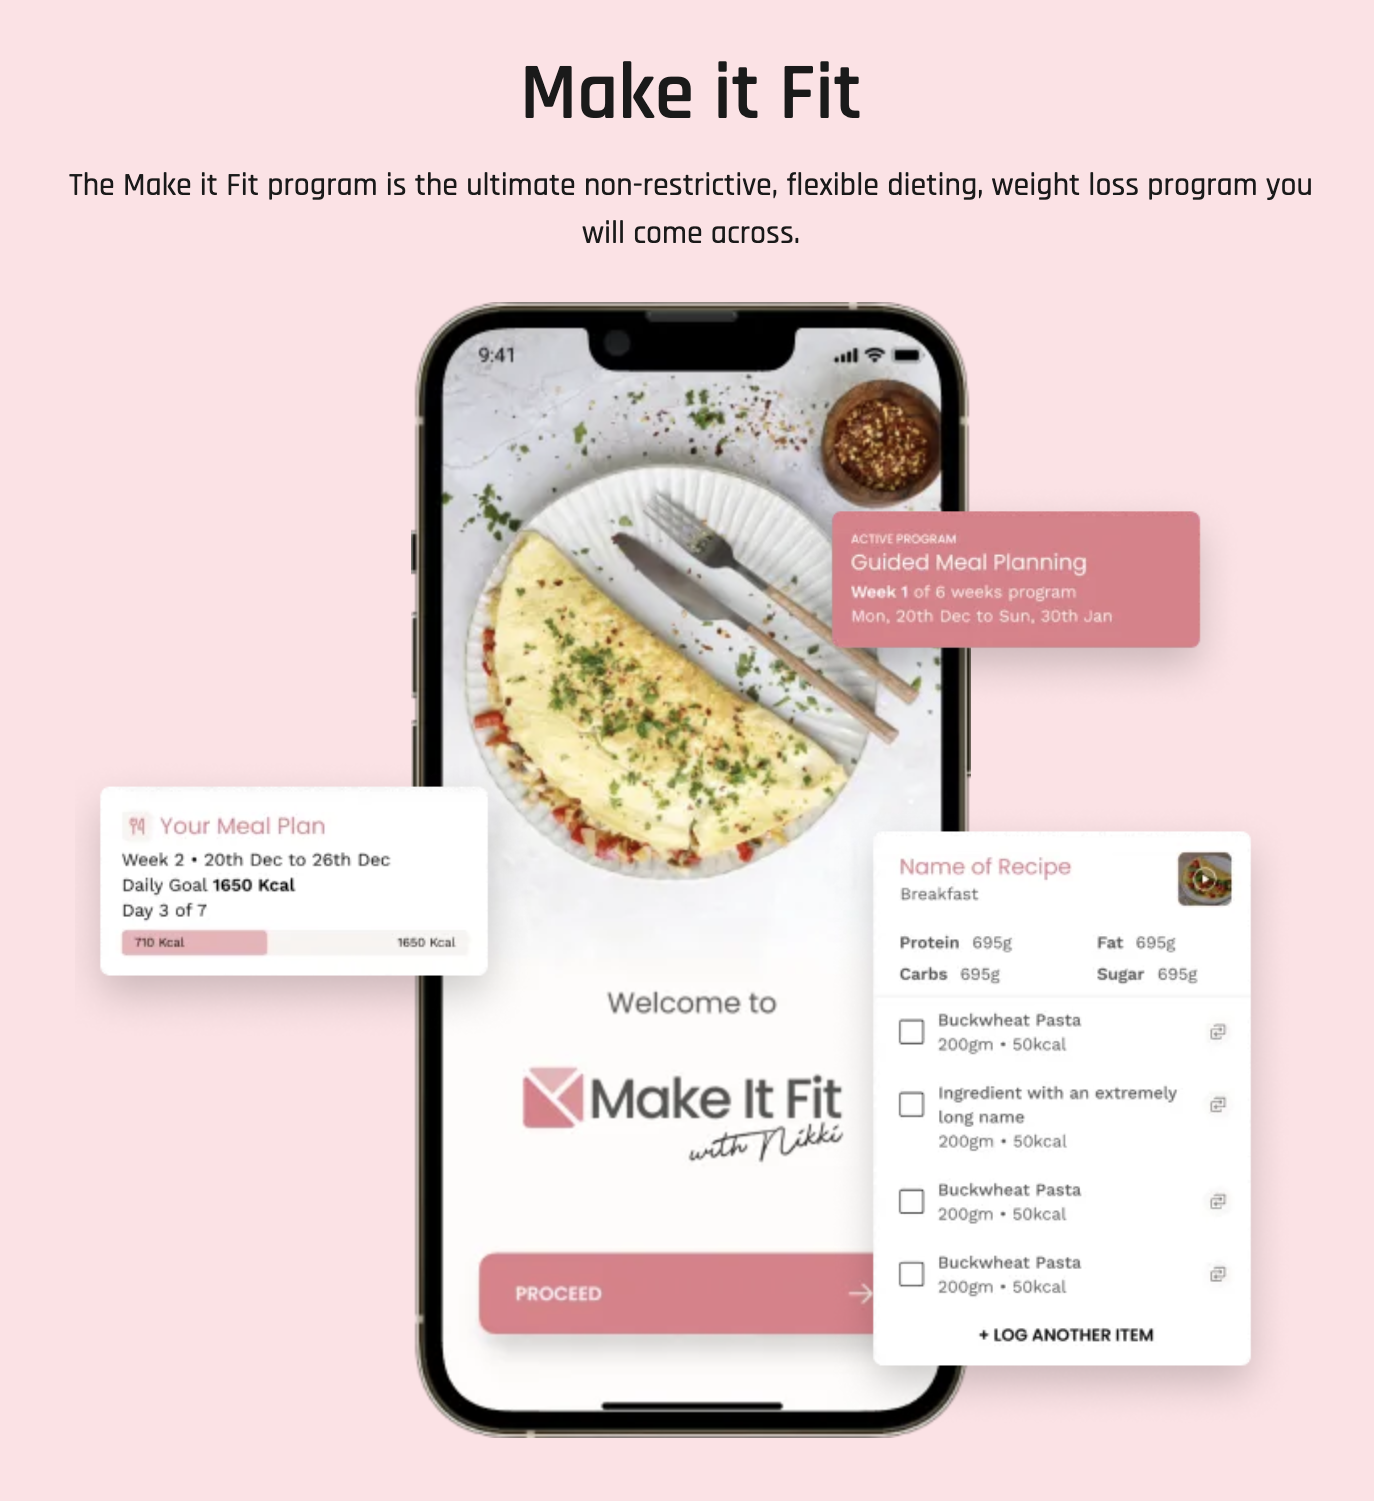 Make it Fit
The Make it Fit program is the ultimate non-restrictive, flexible dieting, weight loss program you
will come across.
9:41
ACTIVE PROGRAM
Guided Meal Planning
Week 1 of 6 weeks program
Mon, 20th Dec to Sun, 30th Jan
Your Meal Plan
Week 2 • 20th Dec to 26th Dec
Daily Goal 1650 Kcal
Day 3 of 7
710 Kcal 1650 Kcal
Name of Recipe
Breakfast
Protein 695g Fat 695g
Carbs 695g Sugar 695g
Buckwheat Pasta
200gm • 50kcal
Ingredient with an extremely
long name
200gm • 50kcal
Buckwheat Pasta
200gm • 50kcal
Buckwheat Pasta
200gm • 50kcal
+ LOG ANOTHER ITEM
Welcome to
Make It Fit
with Nikki
PROCEED